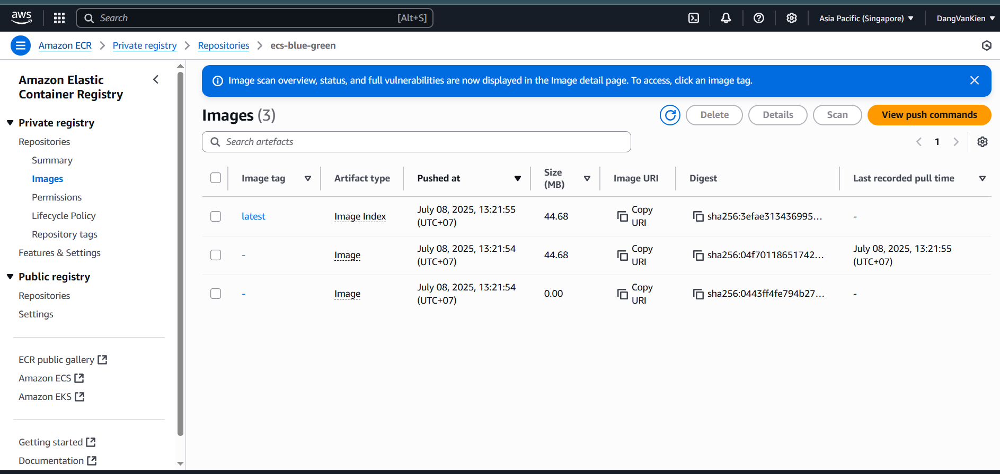 aws
Search
[Alt+S]
Asia Pacific (Singapore)
DangVanKien
Amazon ECR
Private registry
Repositories
ecs-blue-green
Amazon Elastic
Container Registry
Private registry
Repositories
Summary
Images
Permissions
Lifecycle Policy
Repository tags
Features & Settings
Public registry
Repositories
Settings
ECR public gallery
Amazon ECS
Amazon EKS
Getting started
Documentation
Image scan overview, status, and full vulnerabilities are now displayed in the Image detail page. To access, click an image tag.
Images (3)
Delete
Details
Scan
View push commands
Search artefacts
1
Image tag
Artifact type
Pushed at
Size
(MB)
Image URI
Digest
Last recorded pull time
latest
Image Index
July 08, 2025, 13:21:55
(UTC+07)
44.68
Copy
URI
sha256:3efae313436995...
-
-
Image
July 08, 2025, 13:21:54
(UTC+07)
44.68
Copy
URI
sha256:04f70118651742...
July 08, 2025, 13:21:55
(UTC+07)
-
Image
July 08, 2025, 13:21:54
(UTC+07)
0.00
Copy
URI
sha256:0443ff4fe794b27...
-